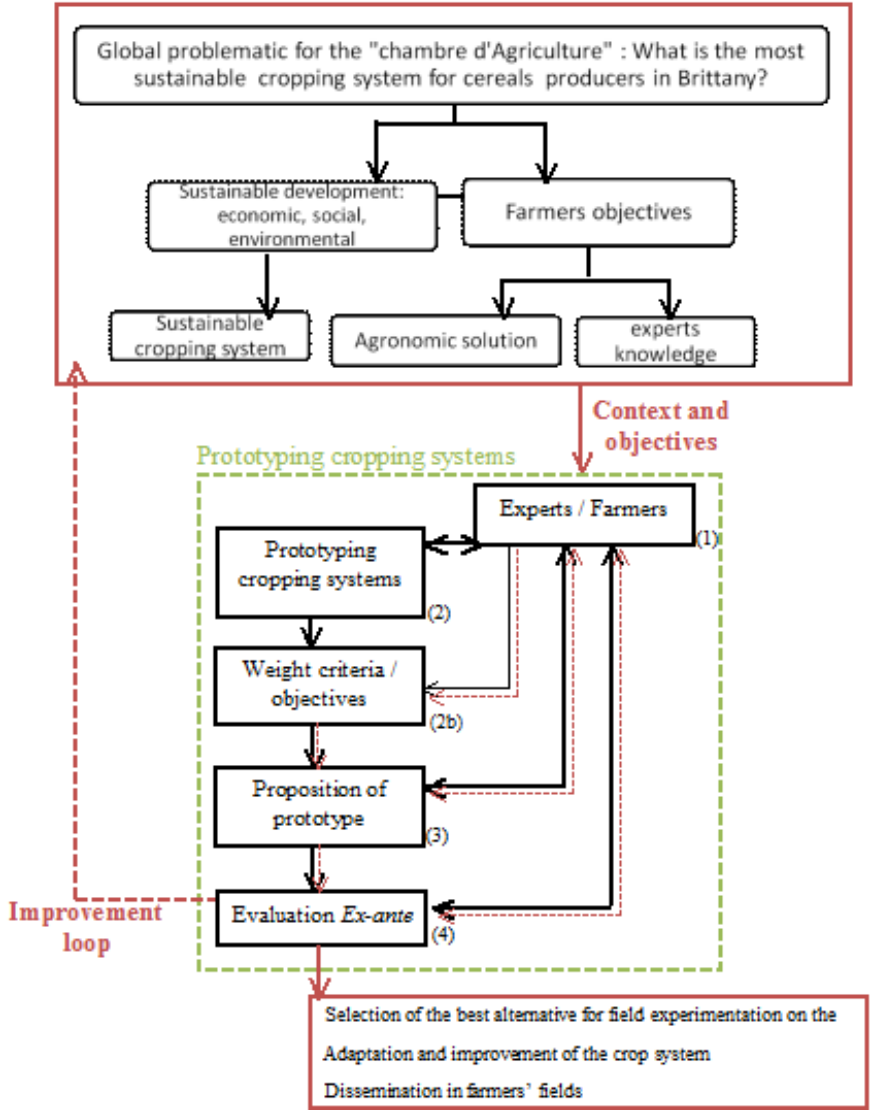 Global problematic for the "chambre d'Agriculture" : What is the most
sustainable cropping system for cereals producers in Brittany?
Sustainable development:
economic, social,
environmental
Farmers objectives
Sustainable
cropping system
Agronomic solution
experts
knowledge
Context and
objectives
Prototyping cropping systems
Experts / Farmers
(1)
Prototyping
cropping systems
(2)
Weight criteria /
objectives
(2b)
Proposition of
prototype
(3)
Improvement
loop
Evaluation Ex-ante
(4)
Selection of the best alternative for field experimentation on the
Adaptation and improvement of the crop system
Dissemination in farmers’ fields